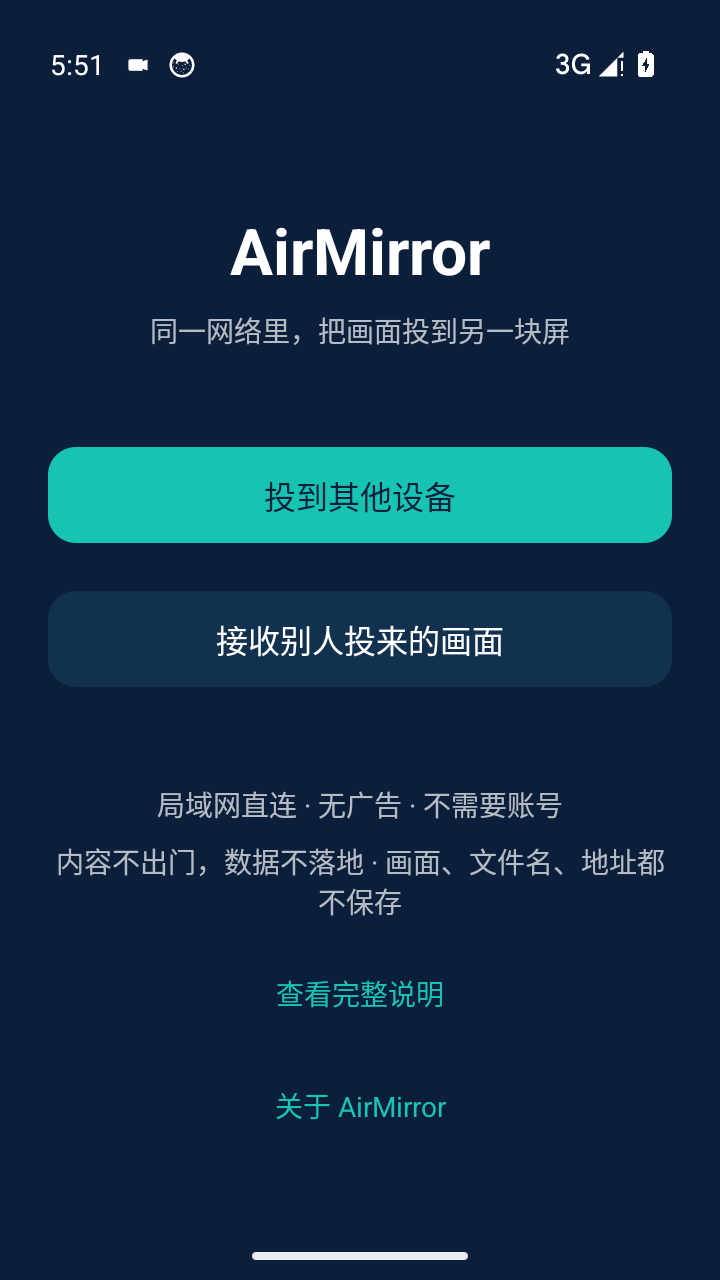 5:51
3G
AirMirror
同一网络里，把画面投到另一块屏
投到其他设备
接收别人投来的画面
局域网直连 · 无广告 · 不需要账号
内容不出门，数据不落地 · 画面、文件名、地址都
不保存
查看完整说明
关于 AirMirror